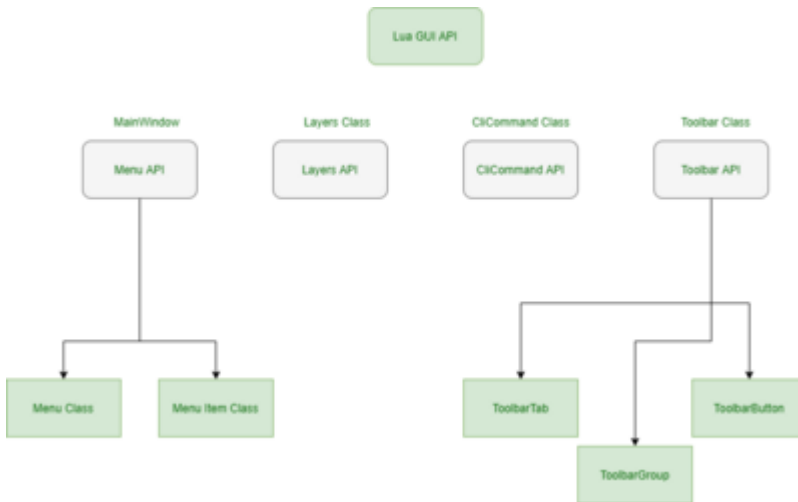 Lua GUI API
MainWindow
Layers Class
CliCommand Class
Toolbar Class
Menu API
Layers API
CliCommand API
Toolbar API
Menu Class
Menu Item Class
ToolbarTab
ToolbarButton
ToolbarGroup